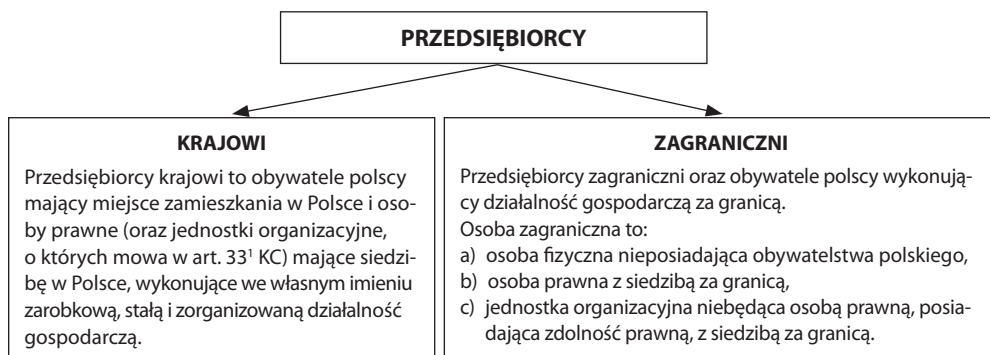 PRZEDSIĘBIORCY
KRAJOWI
Przedsiębiorcy krajowi to obywatele polscy
mający miejsce zamieszkania w Polsce i oso-
by prawne (oraz jednostki organizacyjne,
o których mowa w art. 33¹ KC) mające siedzi-
bę w Polsce, wykonujące we własnym imieniu
zarobkową, stałą i zorganizowaną działalność
gospodarczą.
ZAGRANICZNI
Przedsiębiorcy zagraniczni oraz obywatele polscy wykonują-
cy działalność gospodarczą za granicą.
Osoba zagraniczna to:
a) osoba fizyczna nieposiadająca obywatelstwa polskiego,
b) osoba prawna z siedzibą za granicą,
c) jednostka organizacyjna niebędąca osobą prawną, posia-
dająca zdolność prawną, z siedzibą za granicą.